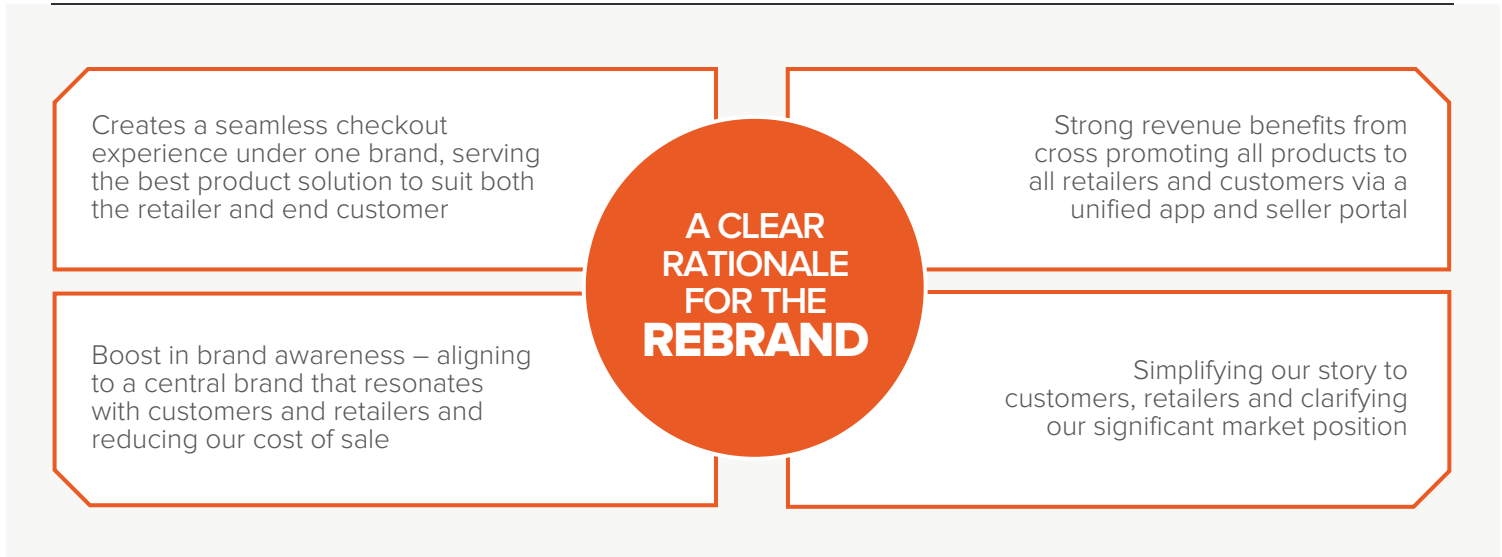 Creates a seamless checkout
experience under one brand, serving
the best product solution to suit both
the retailer and end customer
Strong revenue benefits from
cross promoting all products to
all retailers and customers via a
unified app and seller portal
A CLEAR
RATIONALE
FOR THE
REBRAND
Boost in brand awareness – aligning
to a central brand that resonates
with customers and retailers and
reducing our cost of sale
Simplifying our story to
customers, retailers and clarifying
our significant market position